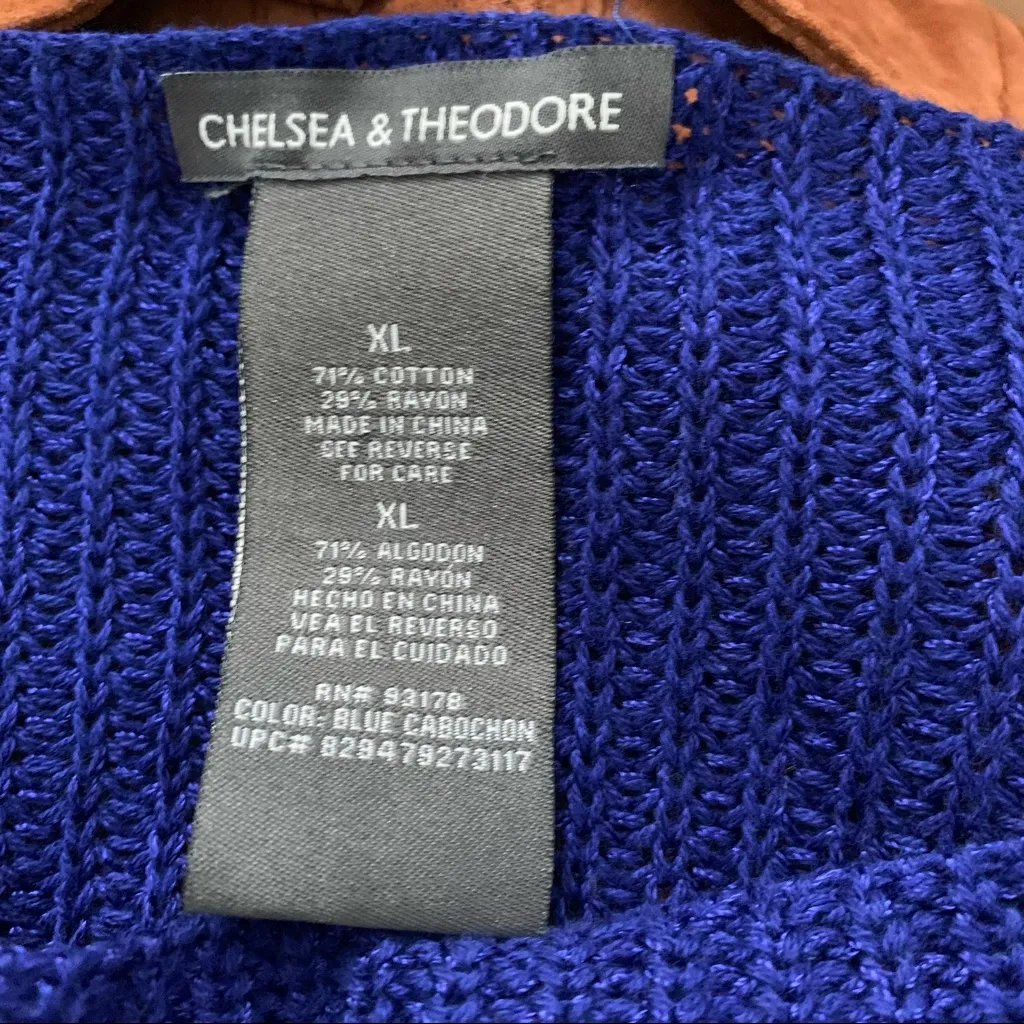 CHELSEA & THEODORE
XL
71% COTTON
29% RAYON
MADE IN CHINA
SEE REVERSE
FOR CARE
XL
71% ALGODON
29% RAYON
HECHO EN CHINA
VEA EL REVERSO
PARA EL CUIDADO
RN# 93178
COLOR: BLUE CABOCHON
UPC# 829479273117